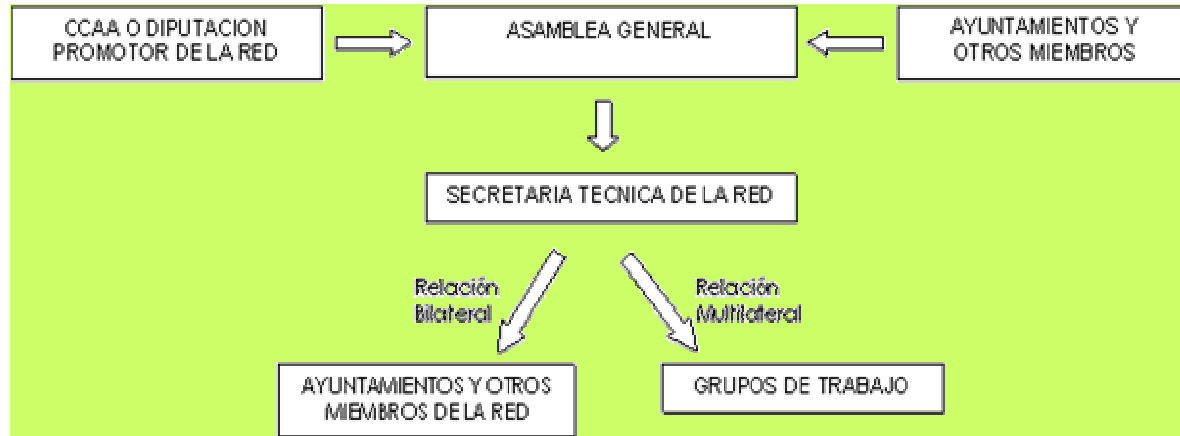 CCAA O DIPUTACION
PROMOTOR DE LA RED
ASAMBLEA GENERAL
AYUNTAMIENTOS Y
OTROS MIEMBROS
SECRETARIA TECNICA DE LA RED
Relación
Bilateral
Relación
Multilateral
AYUNTAMIENTOS Y OTROS
MIEMBROS DE LA RED
GRUPOS DE TRABAJO